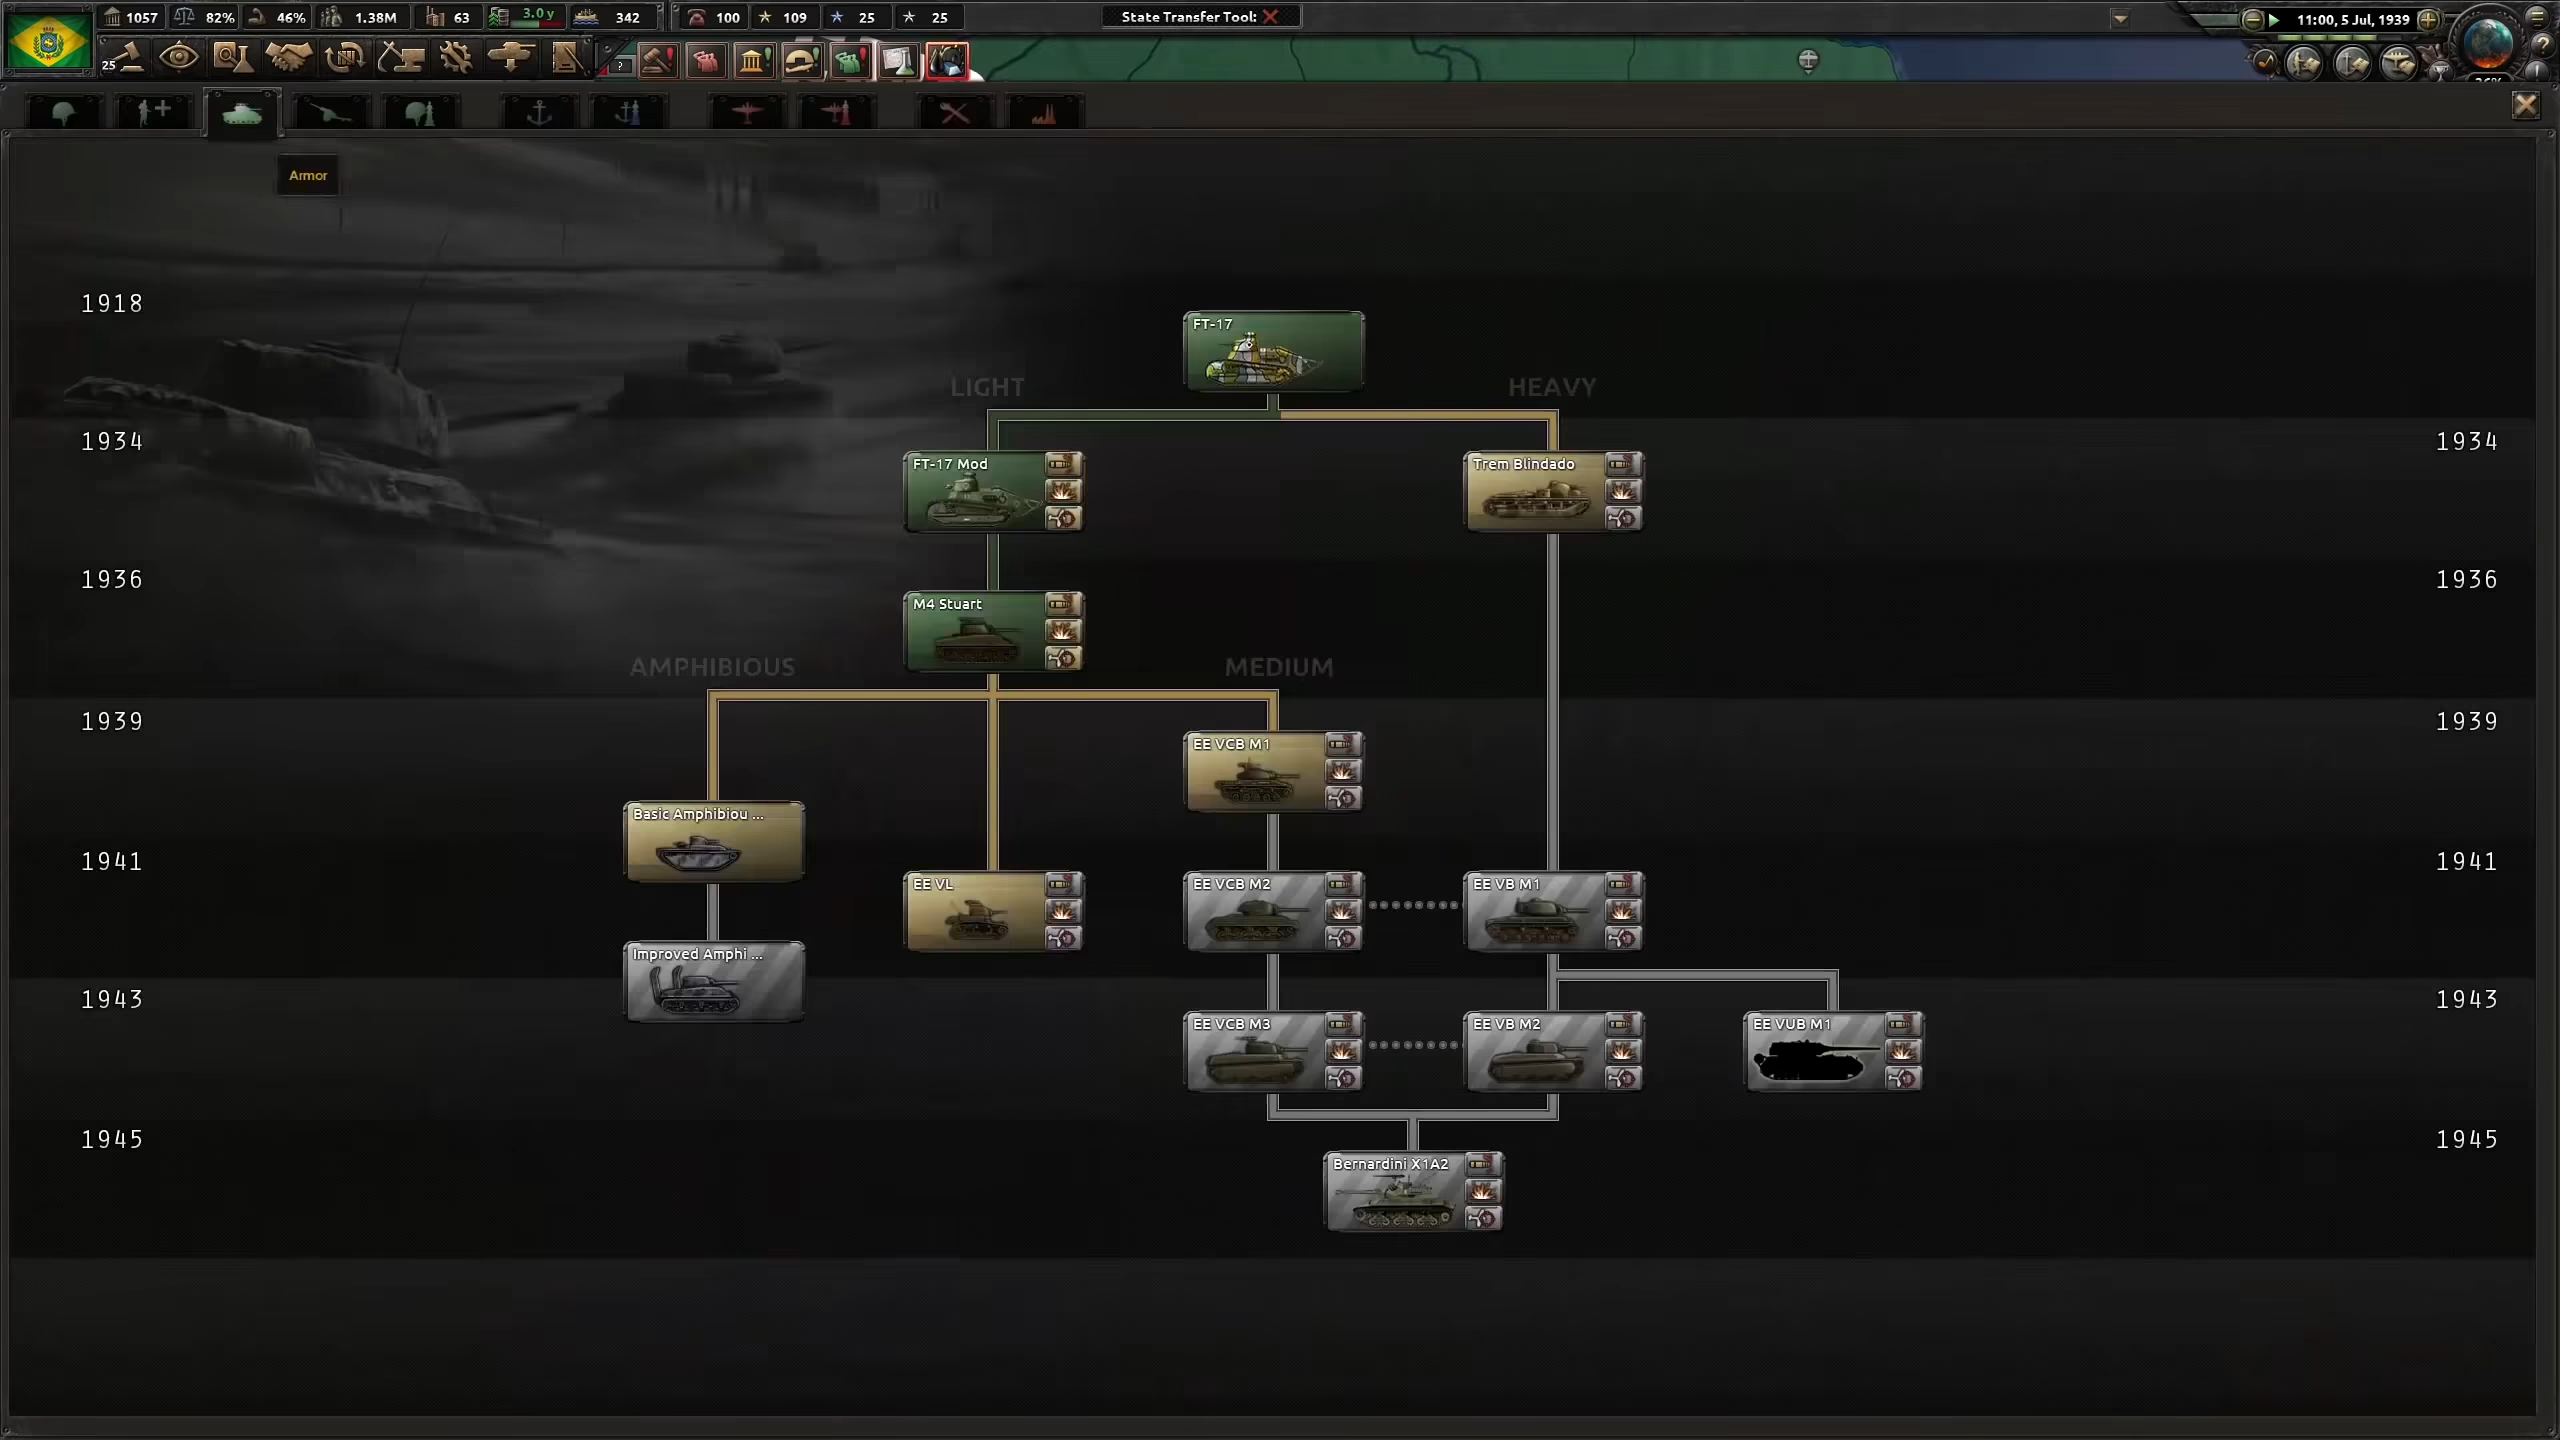 1057
82%
46%
1.38M
63
3.0 y
342
100
109
25
25
State Transfer Tool:
11:00, 5 Jul, 1939
25
?
?
Armor
1918
FT-17
LIGHT
HEAVY
1934
FT-17 Mod
Trem Blindado
1934
1936
M4 Stuart
1936
AMPHIBIOUS
MEDIUM
1939
EE VCB M1
1939
Basic Amphibiou ...
1941
EE VL
EE VCB M2
EE VB M1
1941
Improved Amphi ...
1943
EE VCB M3
EE VB M2
EE VUB M1
1943
1945
Bernardini X1A2
1945